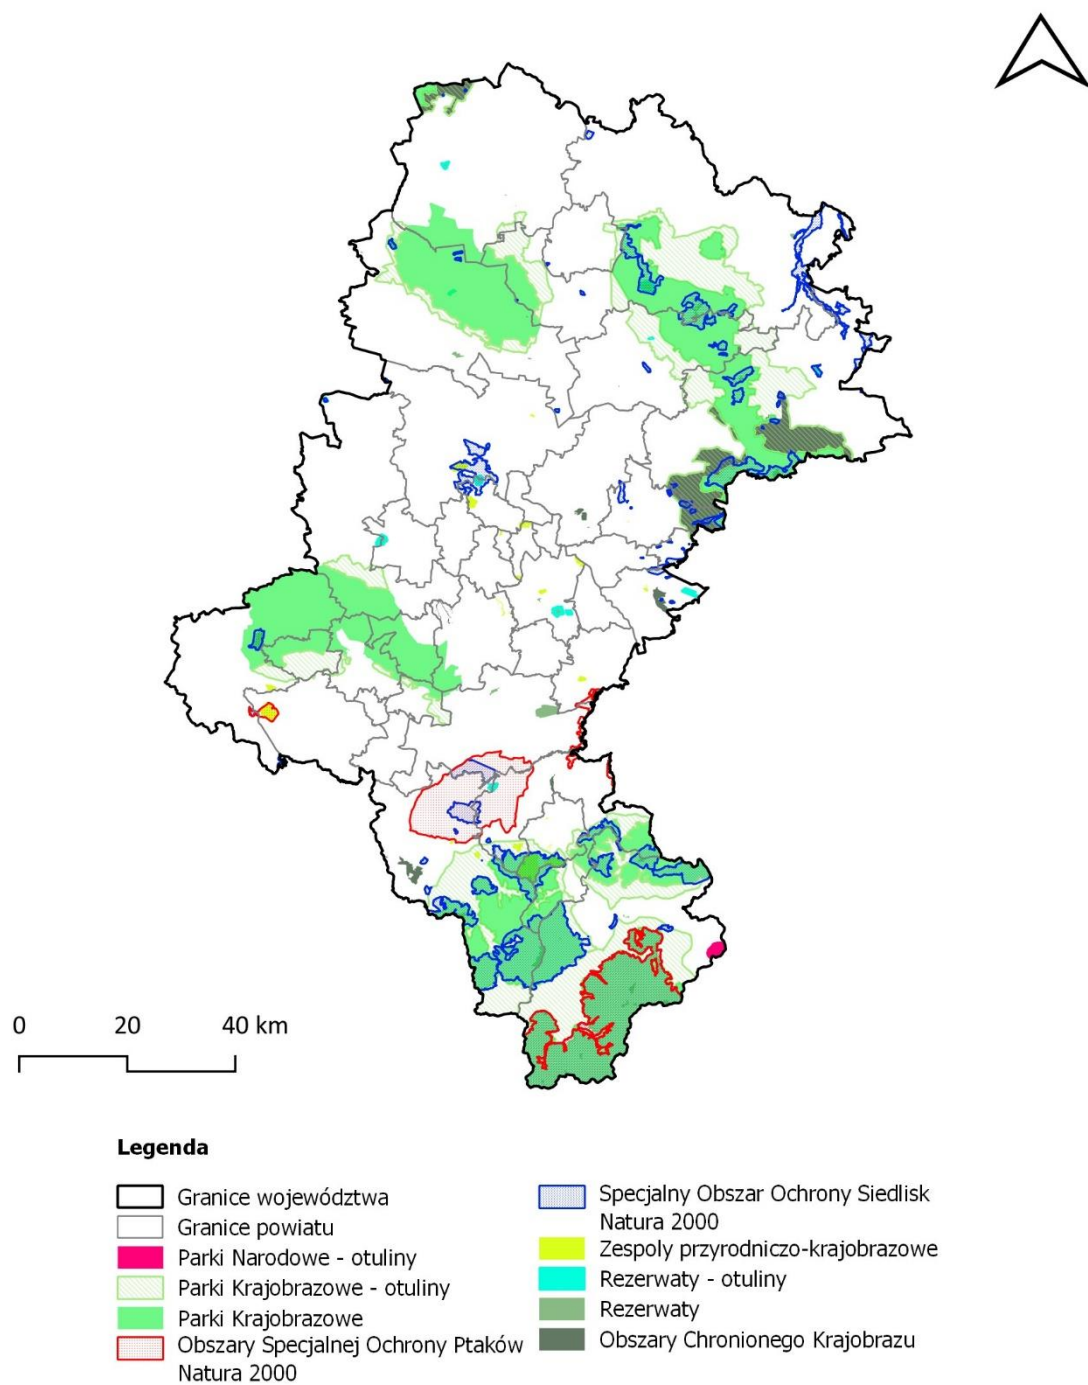 0 20 40 km
Legenda
Granice województwa
Granice powiatu
Parki Narodowe - otuliny
Parki Krajobrazowe - otuliny
Parki Krajobrazowe
Obszary Specjalnej Ochrony Ptaków
Natura 2000
Specjalny Obszar Ochrony Siedlisk
Natura 2000
Zespoly przyrodniczo-krajobrazowe
Rezerwaty - otuliny
Rezerwaty
Obszary Chronionego Krajobrazu